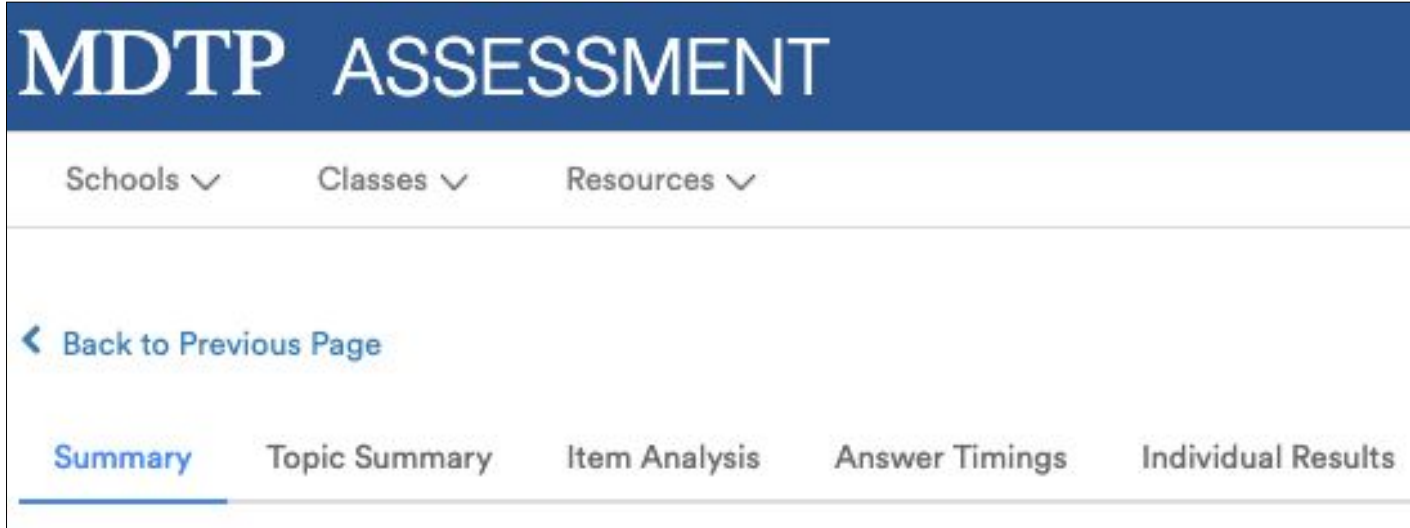 MDTP ASSESSMENT
Schools Classes Resources
Back to Previous Page
Summary Topic Summary Item Analysis Answer Timings Individual Results